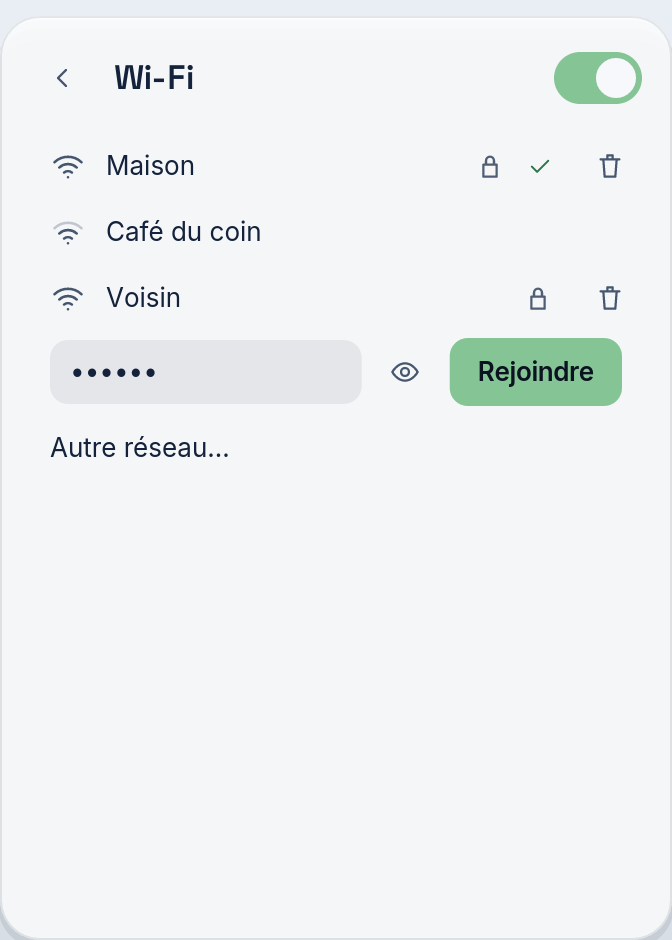 Wi-Fi
Maison
Café du coin
Voisin
•••••• Rejoindre
Autre réseau...